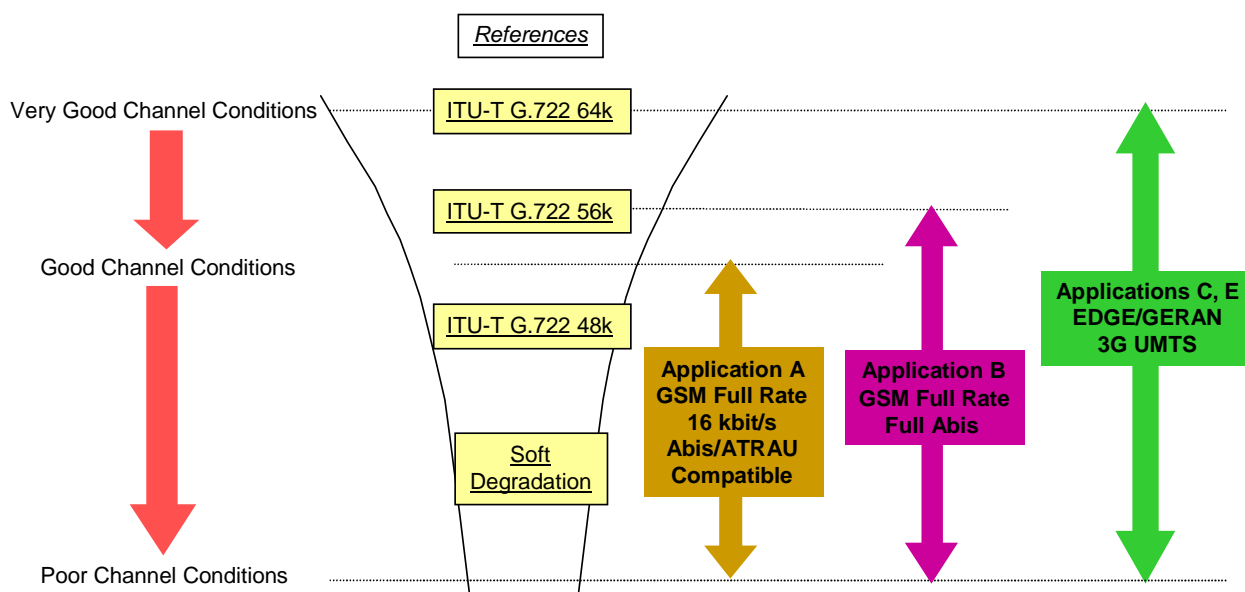 References
Very Good Channel Conditions
ITU-T G.722 64k
ITU-T G.722 56k
Good Channel Conditions
ITU-T G.722 48k
Soft
Degradation
Poor Channel Conditions
Application A
GSM Full Rate
16 kbit/s
Abis/ATRAU
Compatible
Application B
GSM Full Rate
Full Abis
Applications C, E
EDGE/GERAN
3G UMTS